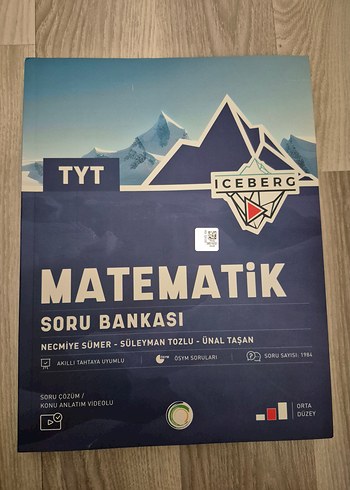 TYT
ICEBERG
MATEMATİK
SORU BANKASI
NECMİYE SÜMER - SÜLEYMAN TOZLU - ÜNAL TAŞAN
AKILLI TAHTAYA UYUMLU
ÖSYM SORULARI
SORU SAYISI: 1986
SORU ÇÖZÜM /
KONU ANLATIM VİDEOLU
ORTA
DÜZEY